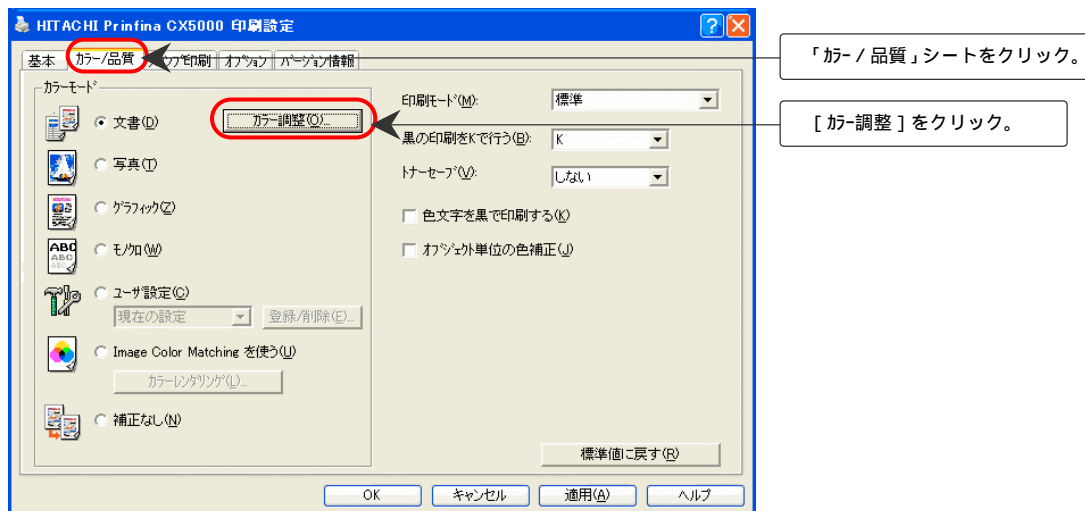 HITACHI Prinfina CX5000 印刷設定
基本 カラー/品質 ｱｯﾌﾟ印刷 ｵﾌﾟｼｮﾝ ﾊﾞｰｼﾞｮﾝ情報
「ｶﾗｰ / 品質」シートをクリック。
ｶﾗｰﾓｰﾄﾞ
文書(D)
カラー調整(O)...
印刷ﾓｰﾄﾞ(M):
標準
[ ｶﾗｰ調整 ] をクリック。
黒の印刷をKで行う(B):
K
写真(T)
ﾄﾅｰｾｰﾌﾞ(V):
しない
ｸﾞﾗﾌｨｯｸ(Z)
色文字を黒で印刷する(K)
ABC
ABC
ABC
ﾓﾉｸﾛ(W)
ｵﾌﾞｼﾞｪｸﾄ単位の色補正(J)
ﾕｰｻﾞ設定(C)
現在の設定
登録/削除(E)...
Image Color Matching を使う(U)
ｶﾗｰﾚﾝﾀﾞﾘﾝｸﾞ(L)...
補正なし(N)
標準値に戻す(R)
OK
キャンセル
適用(A)
ヘルプ